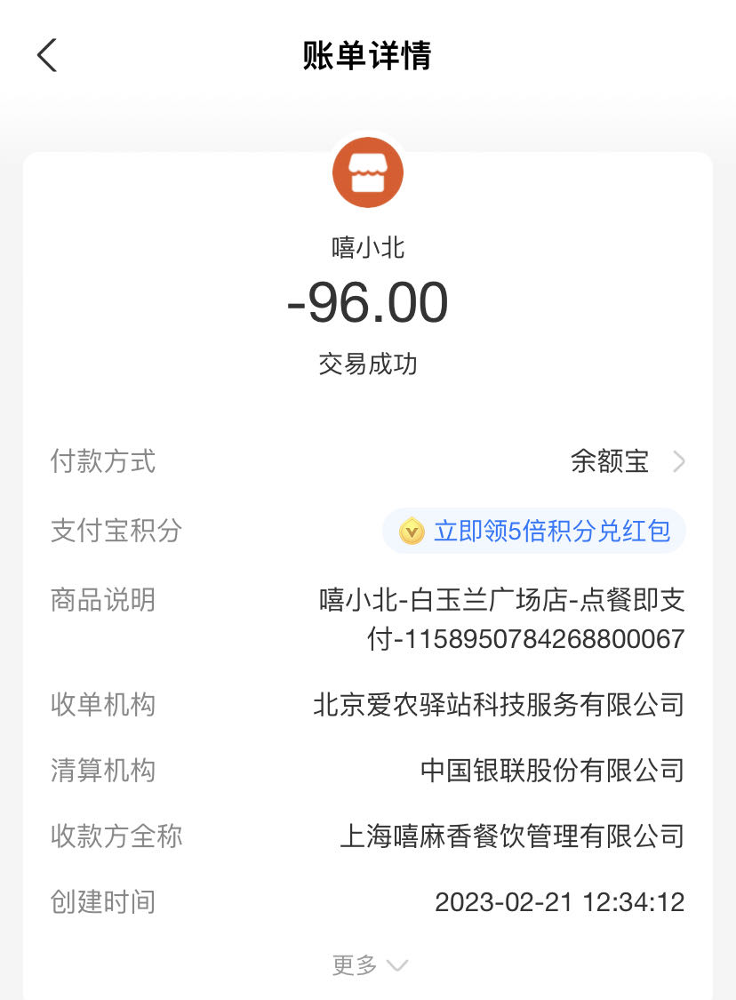 账单详情
嘻小北
-96.00
交易成功
付款方式
余额宝
支付宝积分
立即领5倍积分兑红包
商品说明
嘻小北-白玉兰广场店-点餐即支
付-1158950784268800067
收单机构
北京爱农驿站科技服务有限公司
清算机构
中国银联股份有限公司
收款方全称
上海嘻麻香餐饮管理有限公司
创建时间
2023-02-21 12:34:12
更多